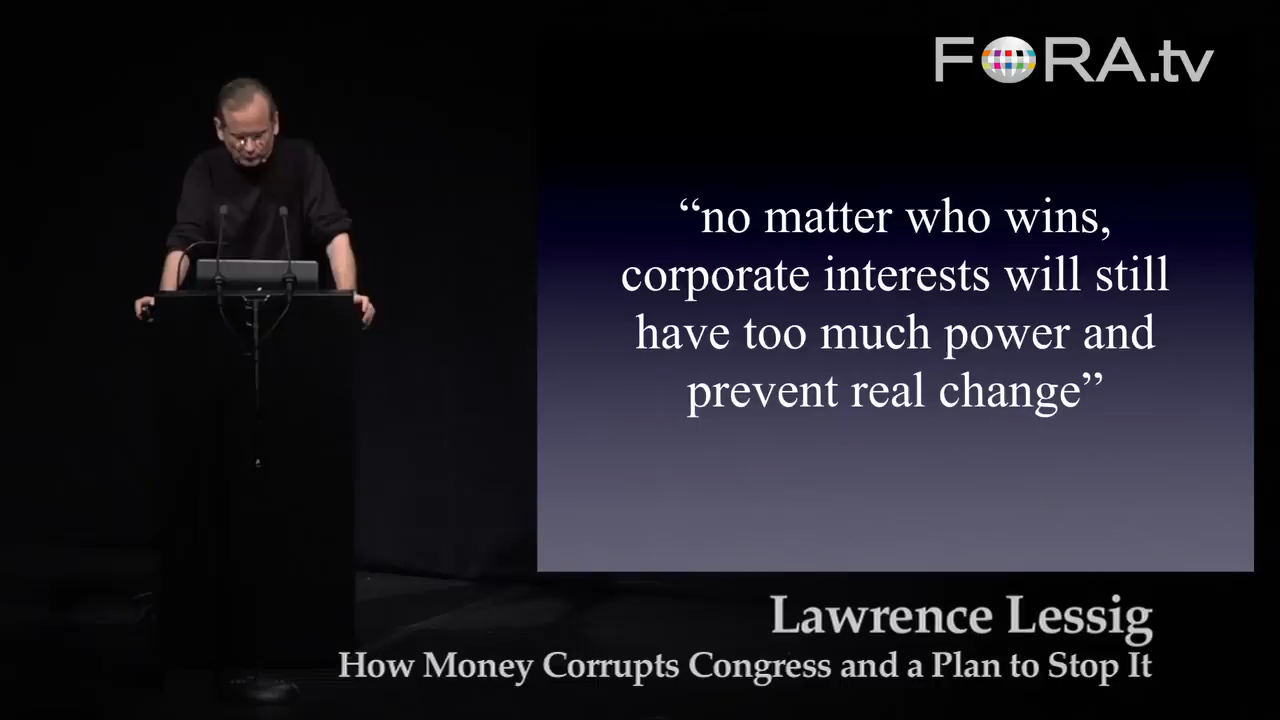 FORA.tv
“no matter who wins,
corporate interests will still
have too much power and
prevent real change”
Lawrence Lessig
How Money Corrupts Congress and a Plan to Stop It